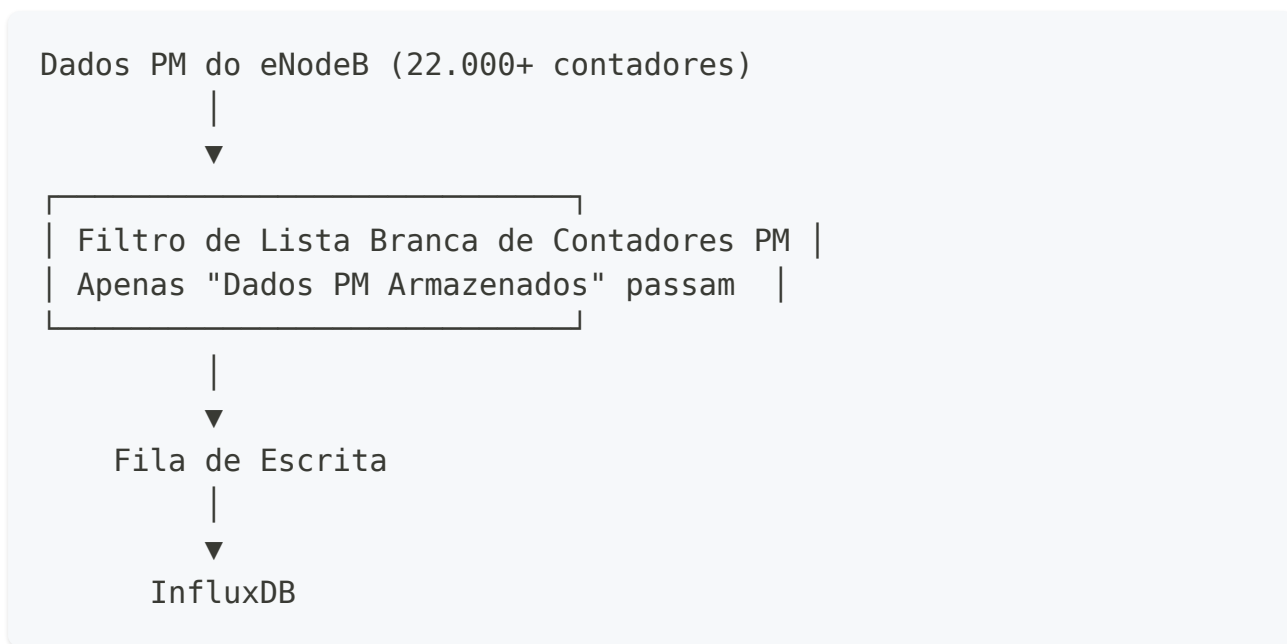 Dados PM do eNodeB (22.000+ contadores)
Filtro de Lista Branca de Contadores PM
Apenas "Dados PM Armazenados" passam
Fila de Escrita
InfluxDB